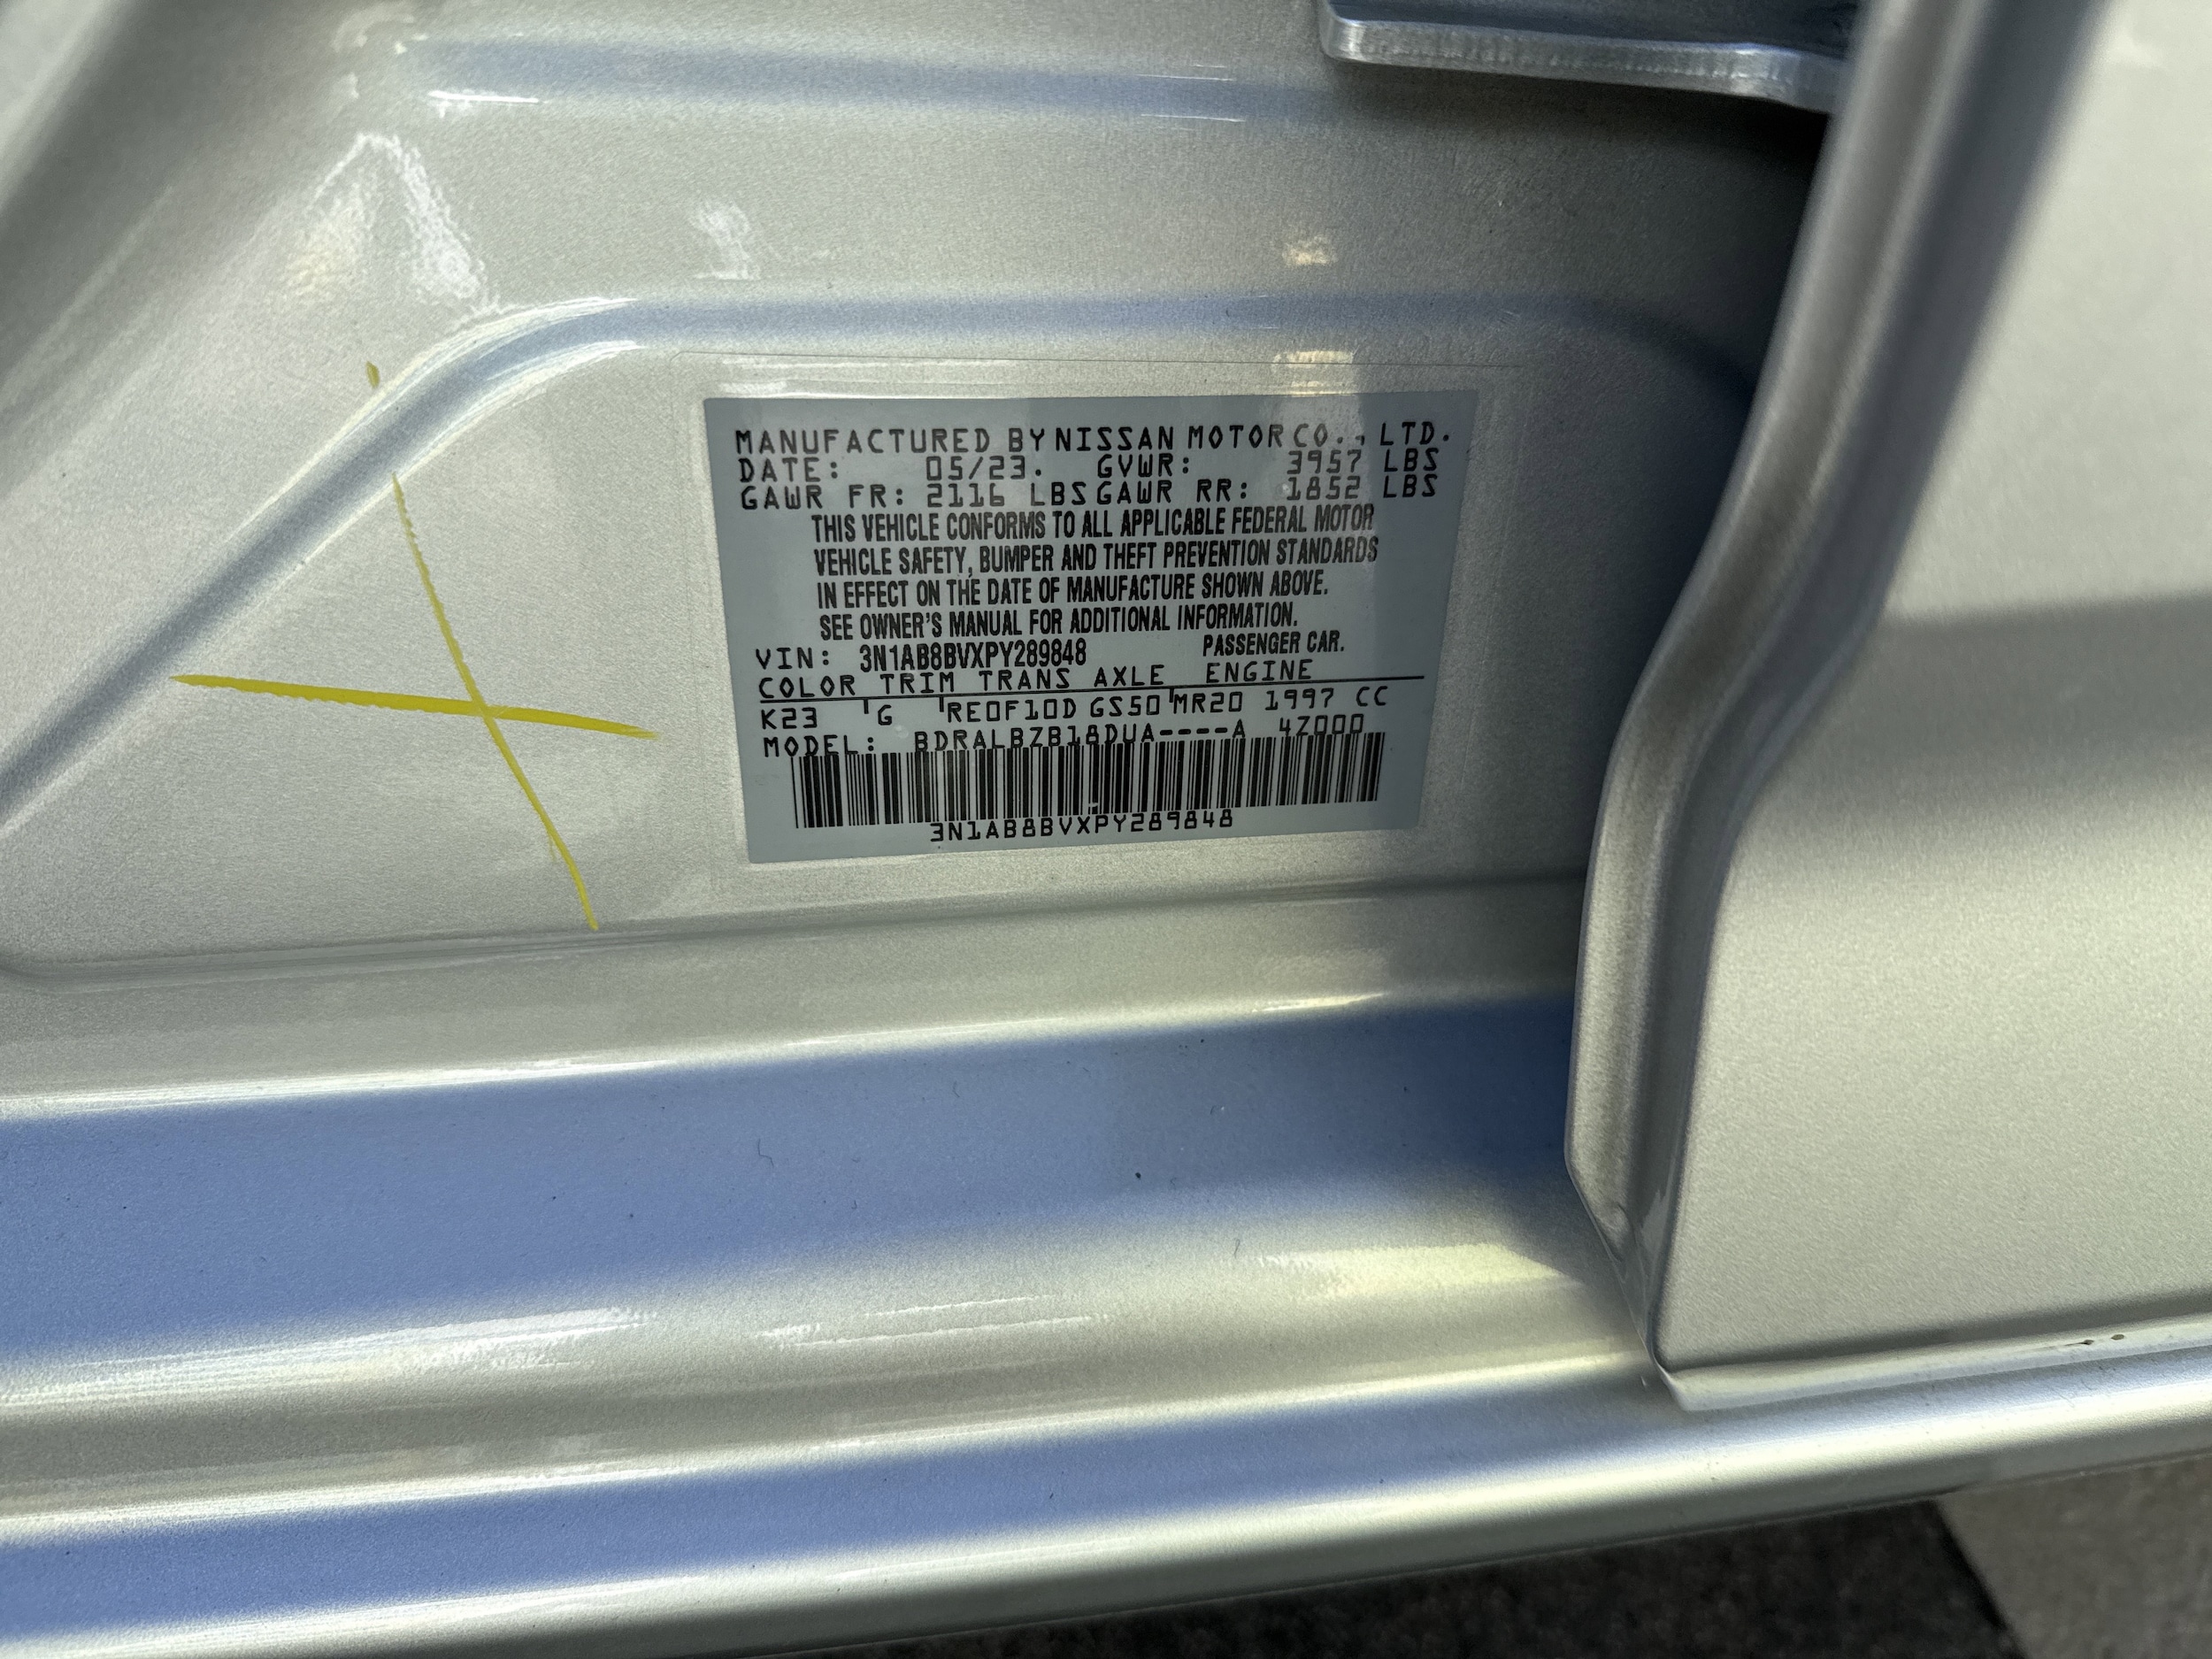 MANUFACTURED BY NISSAN MOTOR CO., LTD.
DATE: 05/23. GVWR: 3957 LBS
GAWR FR: 2116 LBS GAWR RR: 1852 LBS
THIS VEHICLE CONFORMS TO ALL APPLICABLE FEDERAL MOTOR
VEHICLE SAFETY, BUMPER AND THEFT PREVENTION STANDARDS
IN EFFECT ON THE DATE OF MANUFACTURE SHOWN ABOVE.
SEE OWNER'S MANUAL FOR ADDITIONAL INFORMATION.
VIN: 3N1AB8BVXPY289848 PASSENGER CAR.
COLOR TRIM TRANS AXLE ENGINE
K23 G RE0F10D GS50 MR20 1997 CC
MODEL: BDRALBZB18DUA----A 4Z000
3N1AB8BVXPY289848